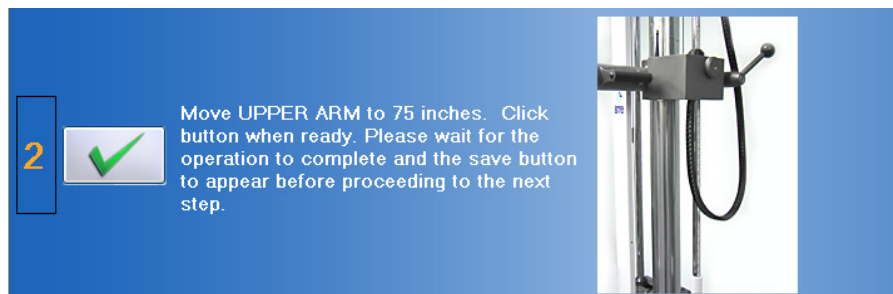 2
Move UPPER ARM to 75 inches.  Click
button when ready. Please wait for the
operation to complete and the save button
to appear before proceeding to the next
step.